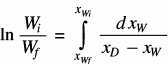 ln W_i / W_f = ∫_{x_{Wf}}^{x_{Wi}} dx_W / (x_D − x_W)